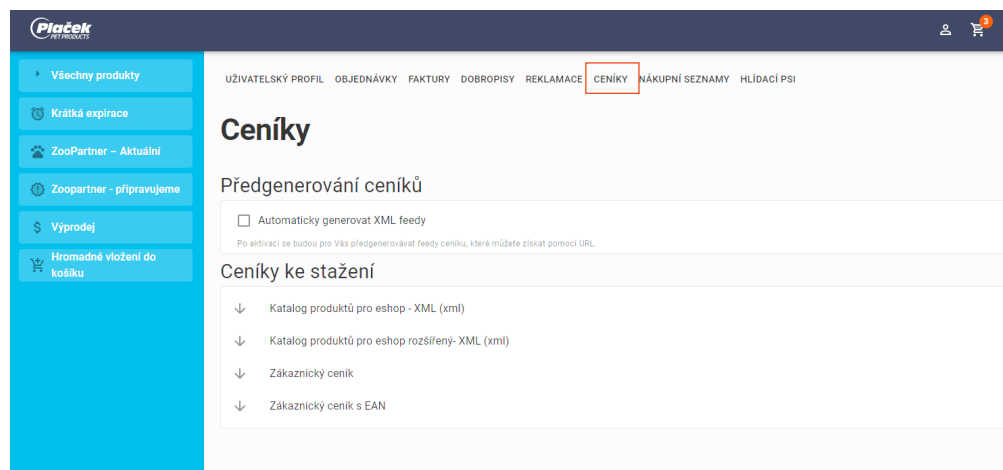 Plaček
PET PRODUCTS
3
Všechny produkty
Krátká expirace
ZooPartner – Aktuální
Zoopartner - připravujeme
Výprodej
Hromadné vložení do
košíku
UŽIVATELSKÝ PROFIL OBJEDNÁVKY FAKTURY DOBROPISY REKLAMACE CENÍKY NÁKUPNÍ SEZNAMY HLÍDACÍ PSI
Ceníky
Předgenerování ceníků
Automaticky generovat XML feedy
Po aktivaci se budou pro Vás předgenerovávat feedy ceníku, které můžete získat pomocí URL.
Ceníky ke stažení
Katalog produktů pro eshop - XML (xml)
Katalog produktů pro eshop rozšířený- XML (xml)
Zákaznický ceník
Zákaznický ceník s EAN